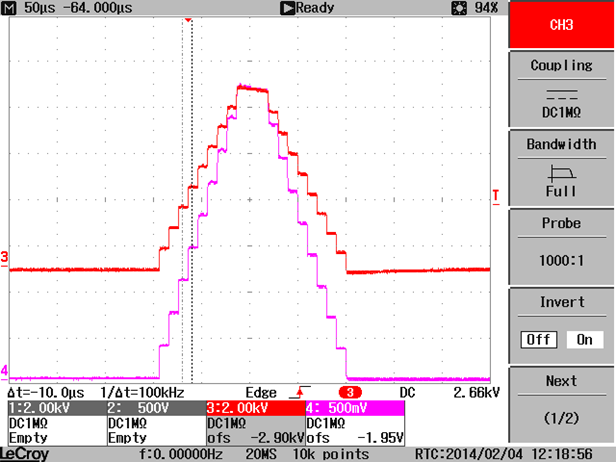 M 50µs -64.000µs Ready 94%
CH3
Coupling
DC1MΩ
Bandwidth
Full
Probe
1000:1
Invert
Off On
Next
(1/2)
T
3
4
Δt=-10.0µs 1/Δt=100kHz Edge 3 DC 2.66kV
1:2.00kV 2: 500V 3:2.00kV 4: 500mV
DC1MΩ DC1MΩ DC1MΩ DC1MΩ
Empty Empty ofs -2.90kV ofs -1.95V
LeCroy f:0.00000Hz 20MS 10k points RTC:2014/02/04 12:18:56